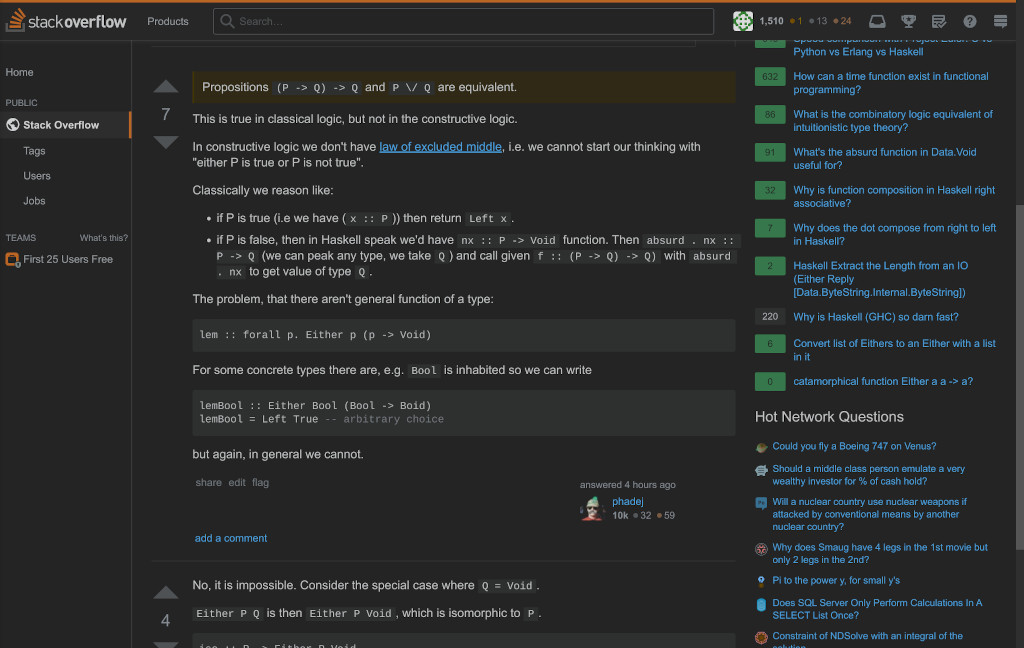 stackoverflow
Products
Search...
1,510 1 13 24
Home
PUBLIC
Stack Overflow
Tags
Users
Jobs
TEAMS What's this?
First 25 Users Free
7
Propositions (P -> Q) -> Q and P \/ Q are equivalent.
This is true in classical logic, but not in the constructive logic.
In constructive logic we don't have law of excluded middle, i.e. we cannot start our thinking with
"either P is true or P is not true".
Classically we reason like:
• if P is true (i.e we have ( x :: P )) then return Left x .
• if P is false, then in Haskell speak we'd have nx :: P -> Void function. Then absurd . nx ::
P -> Q (we can peak any type, we take Q ) and call given f :: (P -> Q) -> Q) with absurd
. nx to get value of type Q .
The problem, that there aren't general function of a type:
lem :: forall p. Either p (p -> Void)
For some concrete types there are, e.g. Bool is inhabited so we can write
lemBool :: Either Bool (Bool -> Boid)
lemBool = Left True -- arbitrary choice
but again, in general we cannot.
share edit flag
answered 4 hours ago
phadej
10k 32 59
add a comment
4
No, it is impossible. Consider the special case where Q = Void .
Either P Q is then Either P Void , which is isomorphic to P .
Python vs Erlang vs Haskell
632 How can a time function exist in functional
programming?
86 What is the combinatory logic equivalent of
intuitionistic type theory?
91 What's the absurd function in Data.Void
useful for?
32 Why is function composition in Haskell right
associative?
7 Why does the dot compose from right to left
in Haskell?
2 Haskell Extract the Length from an IO
(Either Reply
[Data.ByteString.Internal.ByteString])
220 Why is Haskell (GHC) so darn fast?
6 Convert list of Eithers to an Either with a list
in it
0 catamorphical function Either a a -> a?
Hot Network Questions
Could you fly a Boeing 747 on Venus?
Should a middle class person emulate a very
wealthy investor for % of cash hold?
Will a nuclear country use nuclear weapons if
attacked by conventional means by another
nuclear country?
Why does Smaug have 4 legs in the 1st movie but
only 2 legs in the 2nd?
Pi to the power y, for small y's
Does SQL Server Only Perform Calculations In A
SELECT List Once?
Constraint of NDSolve with an integral of the